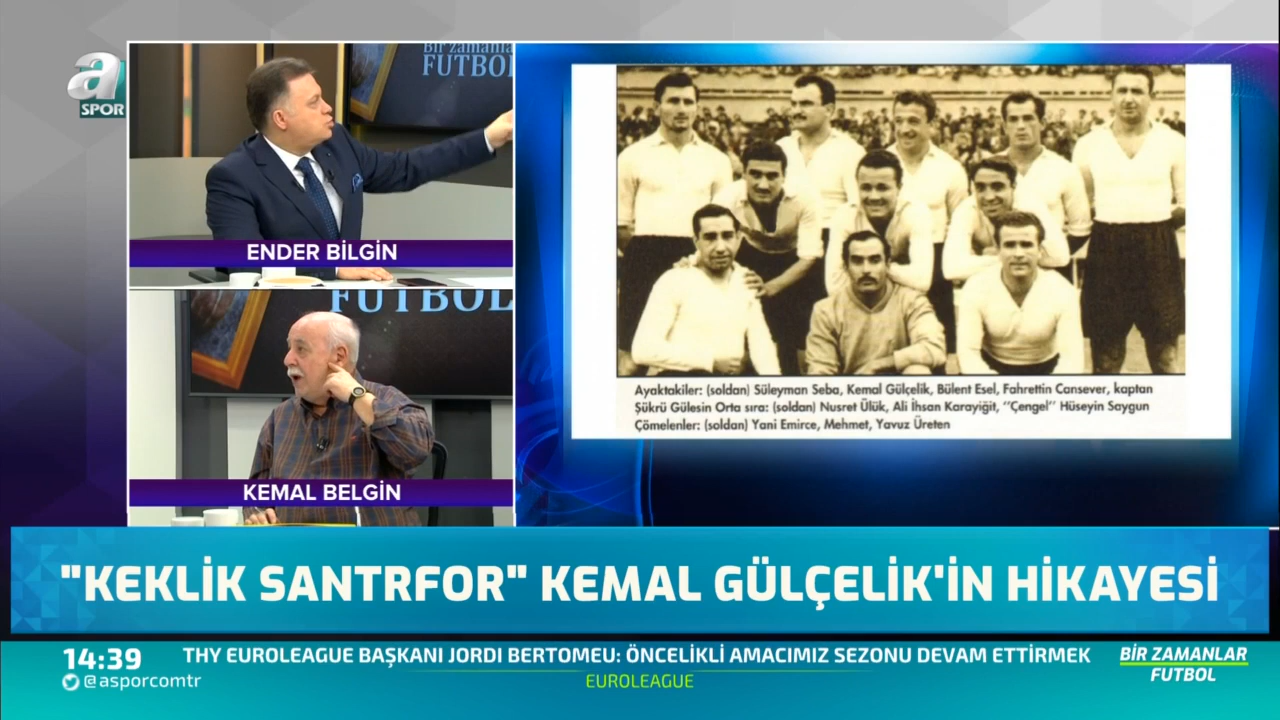 a
SPOR
Bir zamanla
FUTBOL
ENDER BİLGİN
FUTBOL
KEMAL BELGİN
Ayaktakiler: (soldan) Süleyman Seba, Kemal Gülçelik, Bülent Esel, Fahrettin Cansever, kaptan
Şükrü Gülesin Orta sıra: (soldan) Nusret Ülük, Ali İhsan Karayiğit, ''Çengel'' Hüseyin Saygun
Çömelenler: (soldan) Yani Emirce, Mehmet, Yavuz Üreten
"KEKLİK SANTRFOR" KEMAL GÜLÇELİK'İN HİKAYESİ
14:39
THY EUROLEAGUE BAŞKANI JORDI BERTOMEU: ÖNCELİKLİ AMACIMIZ SEZONU DEVAM ETTİRMEK
@asporcomtr
EUROLEAGUE
BİR ZAMANLAR
FUTBOL